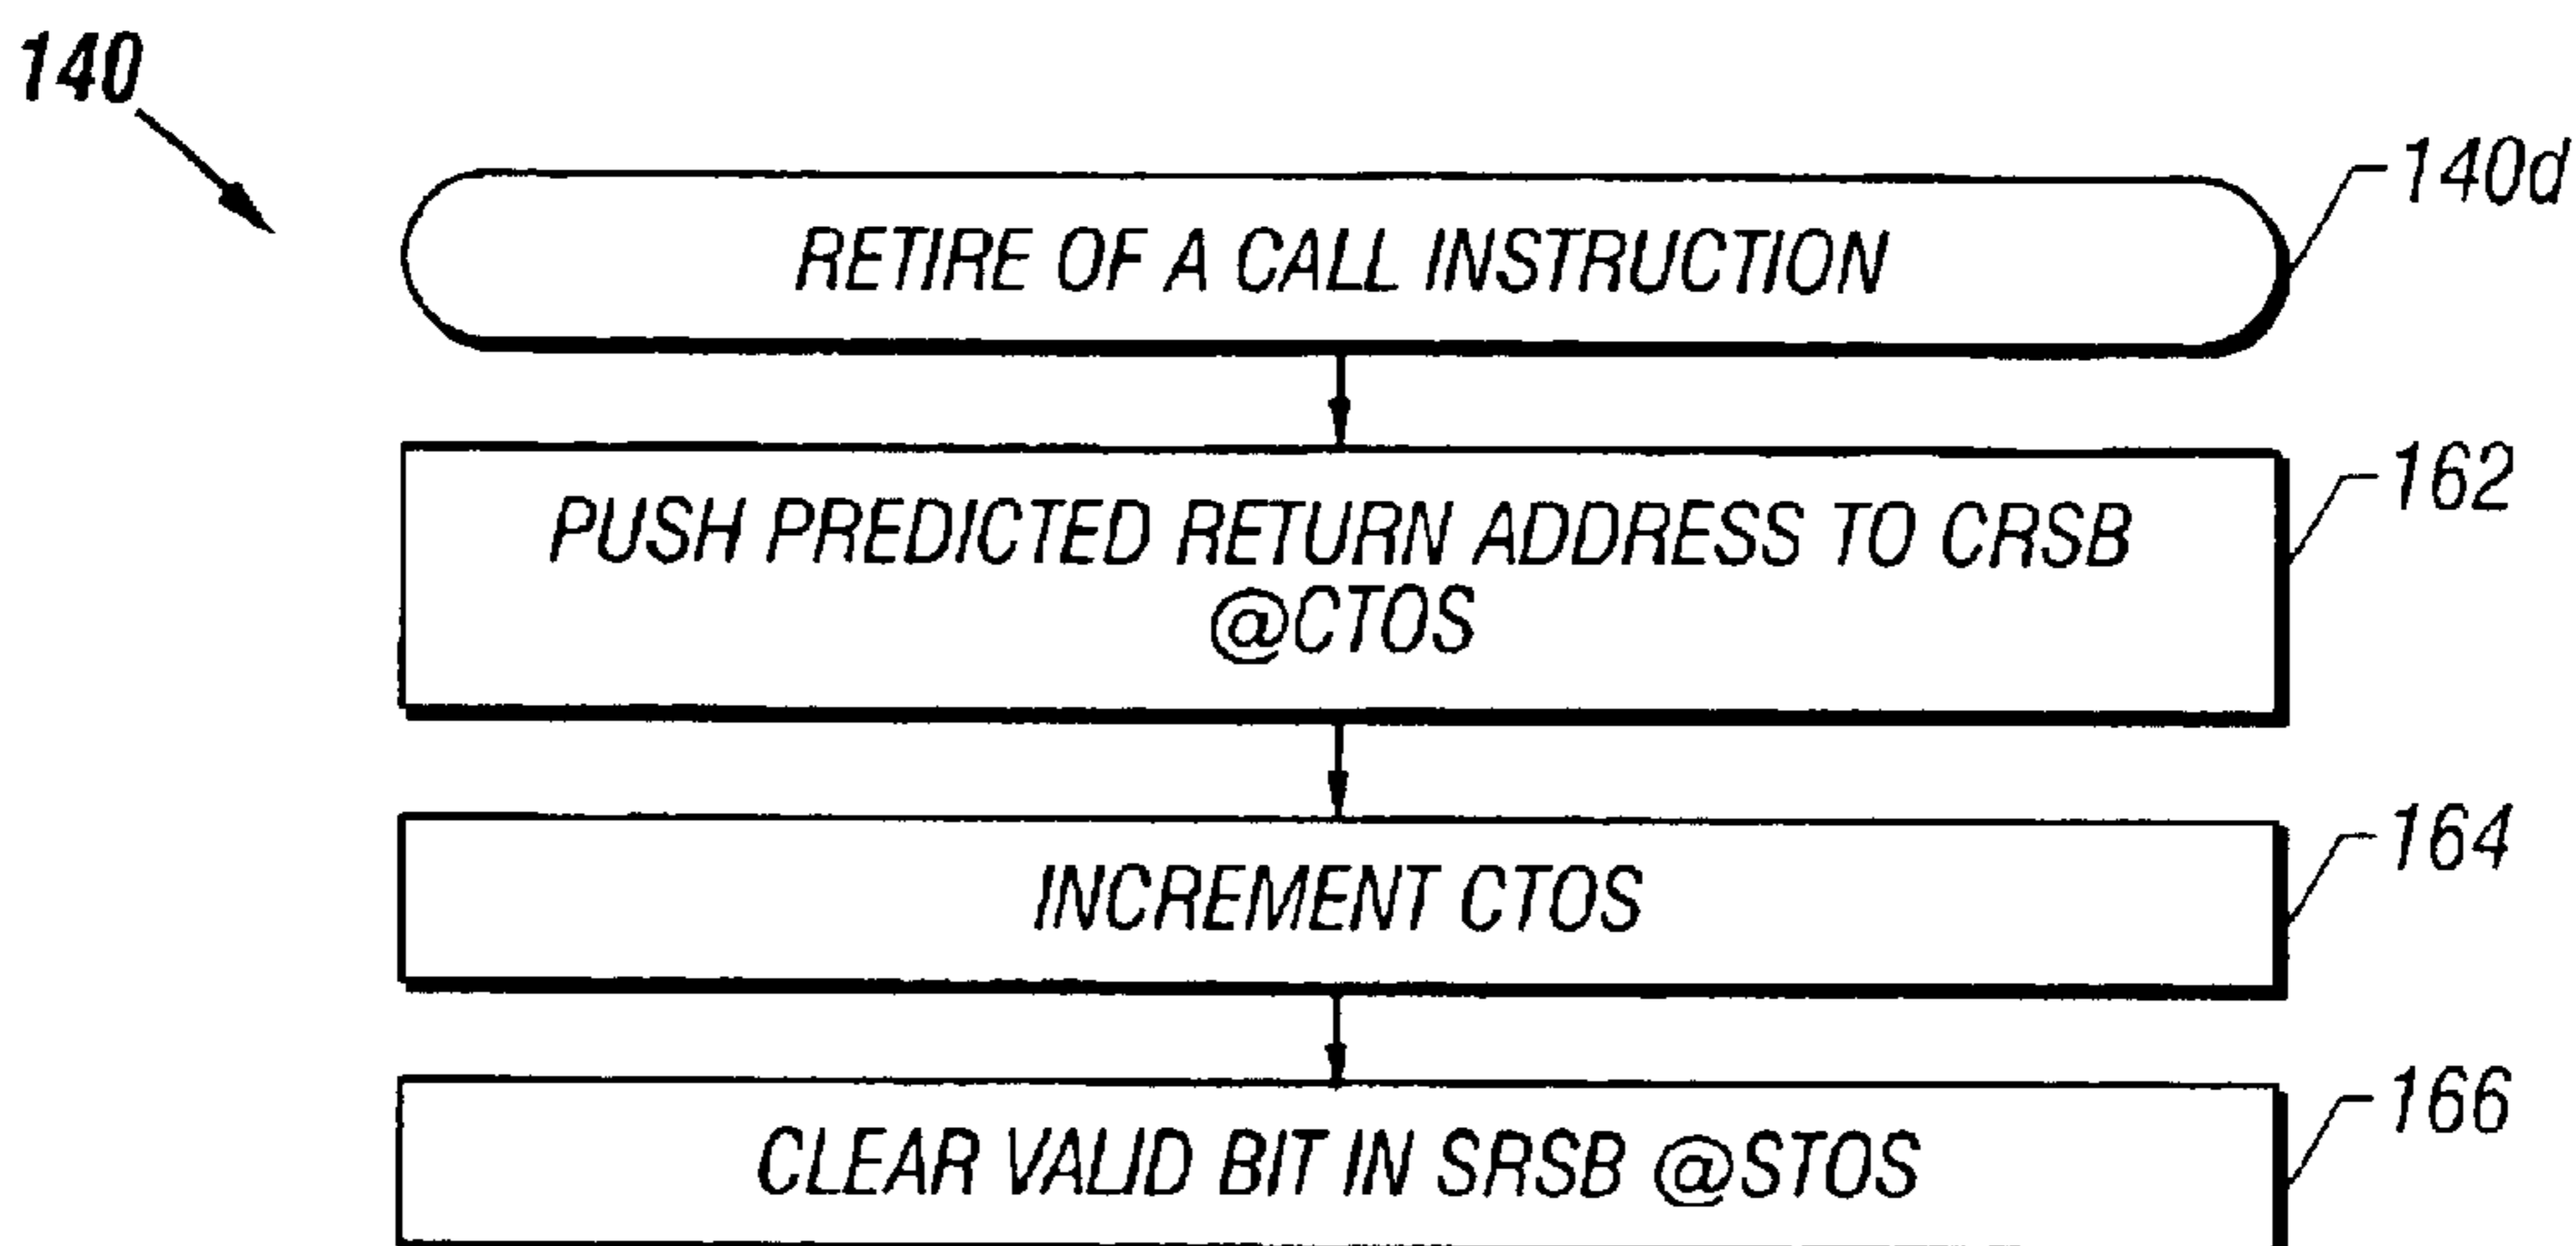 140
RETIRE OF A CALL INSTRUCTION
140d
PUSH PREDICTED RETURN ADDRESS TO CRSB
@CTOS
162
INCREMENT CTOS
164
CLEAR VALID BIT IN SRSB @STOS
166